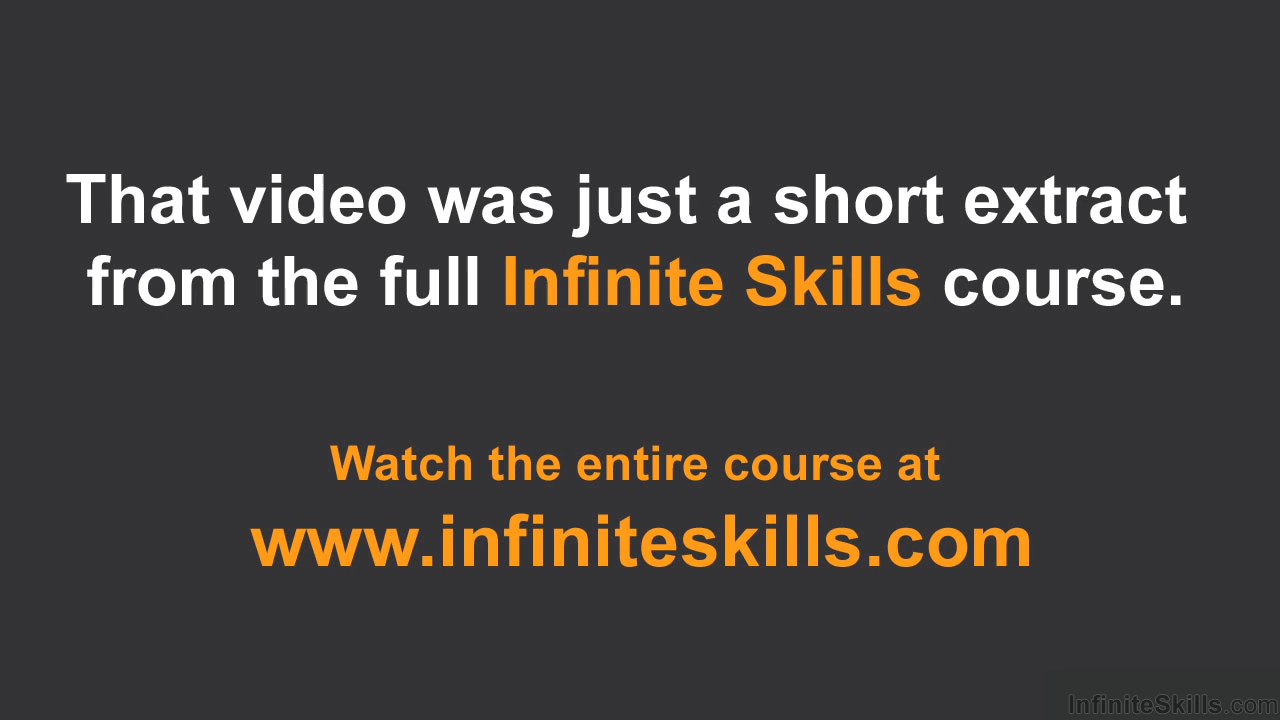 That video was just a short extract
from the full Infinite Skills course.
Watch the entire course at
www.infiniteskills.com
InfiniteSkills.com